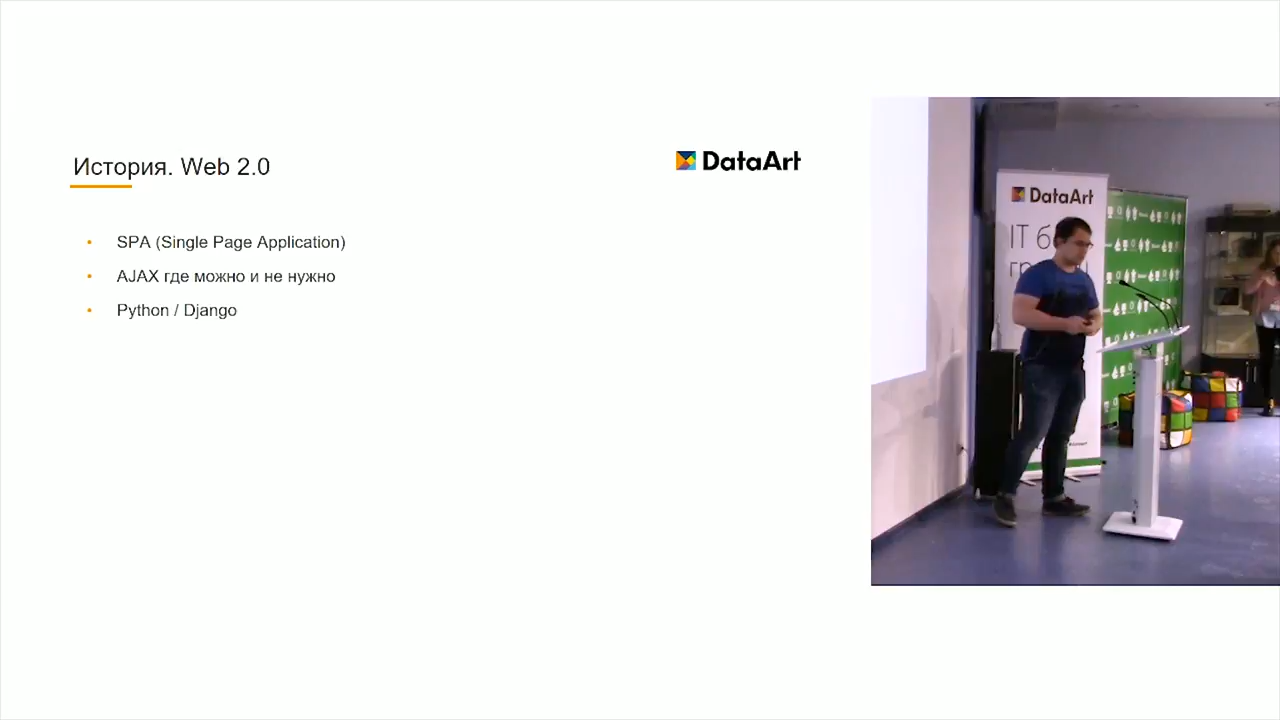 История. Web 2.0
DataArt
SPA (Single Page Application)
AJAX где можно и не нужно
Python / Django
DataArt
IT б